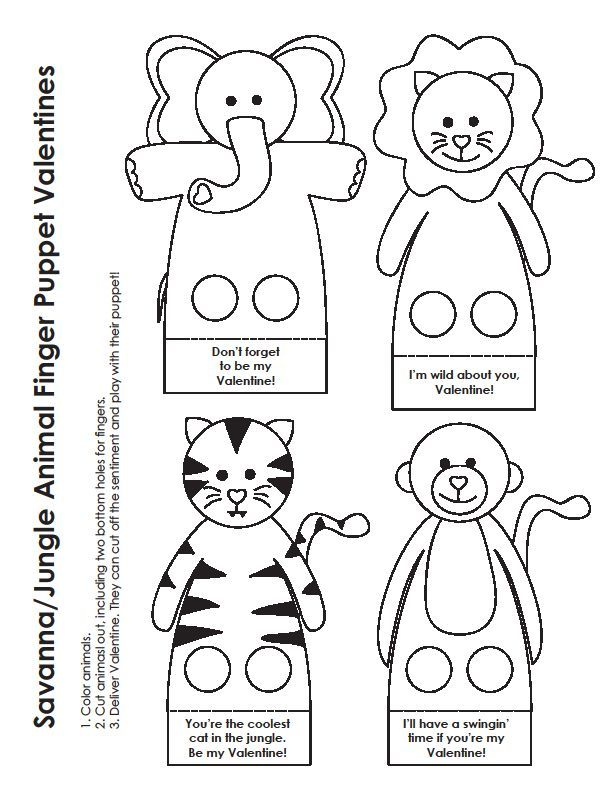 Savanna/Jungle Animal Finger Puppet Valentines
1. Color animals.
2. Cut animasl out, including two bottom holes for fingers.
3. Deliver Valentine. They can cut off the sentiment and play with their puppet!
Don't forget
to be my
Valentine!
I'm wild about you,
Valentine!
You're the coolest
cat in the jungle.
Be my Valentine!
I'll have a swingin'
time if you're my
Valentine!